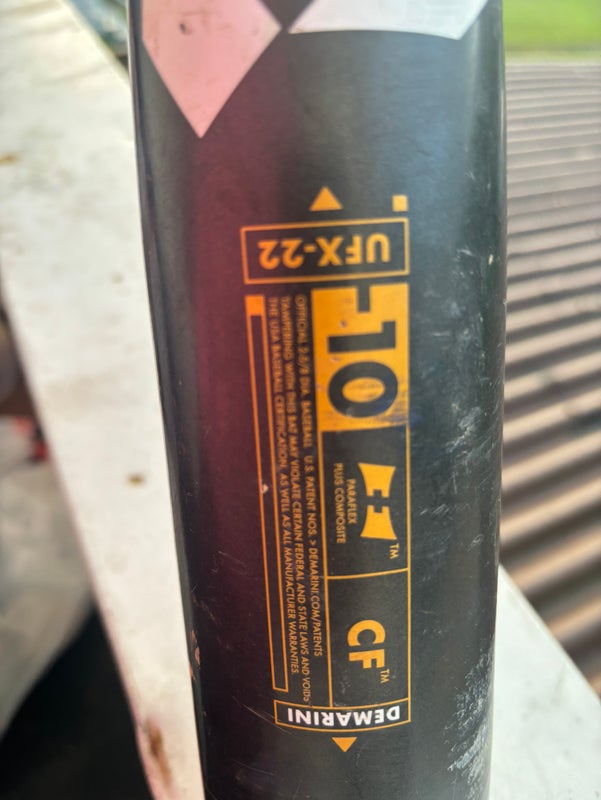 UFX-22
-10
PARAFLEX
PLUS COMPOSITE
™
CF™
OFFICIAL 2 5/8 DIA. BASEBALL U.S. PATENT NOS. > DEMARINI.COM/PATENTS
TAMPERING WITH THIS BAT MAY VIOLATE CERTAIN FEDERAL AND STATE LAWS AND VOIDS
THE USA BASEBALL CERTIFICATION, AS WELL AS ALL MANUFACTURER WARRANTIES.
DEMARINI